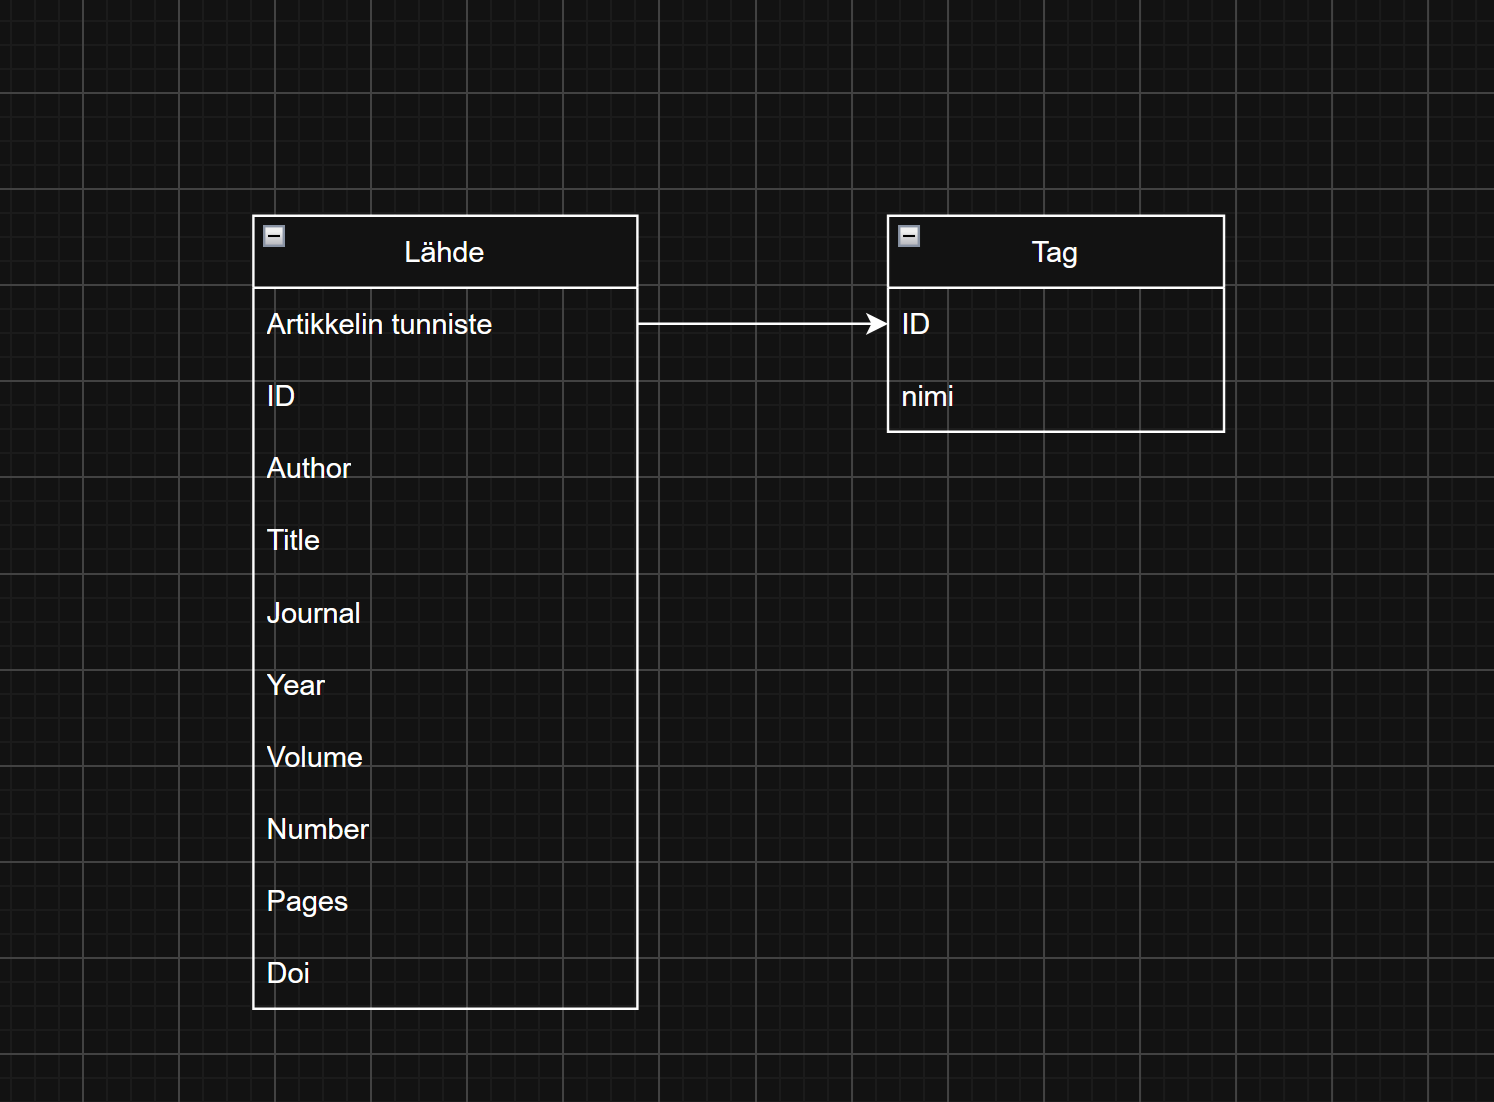 Lähde
Artikkelin tunniste
ID
Author
Title
Journal
Year
Volume
Number
Pages
Doi
Tag
ID
nimi